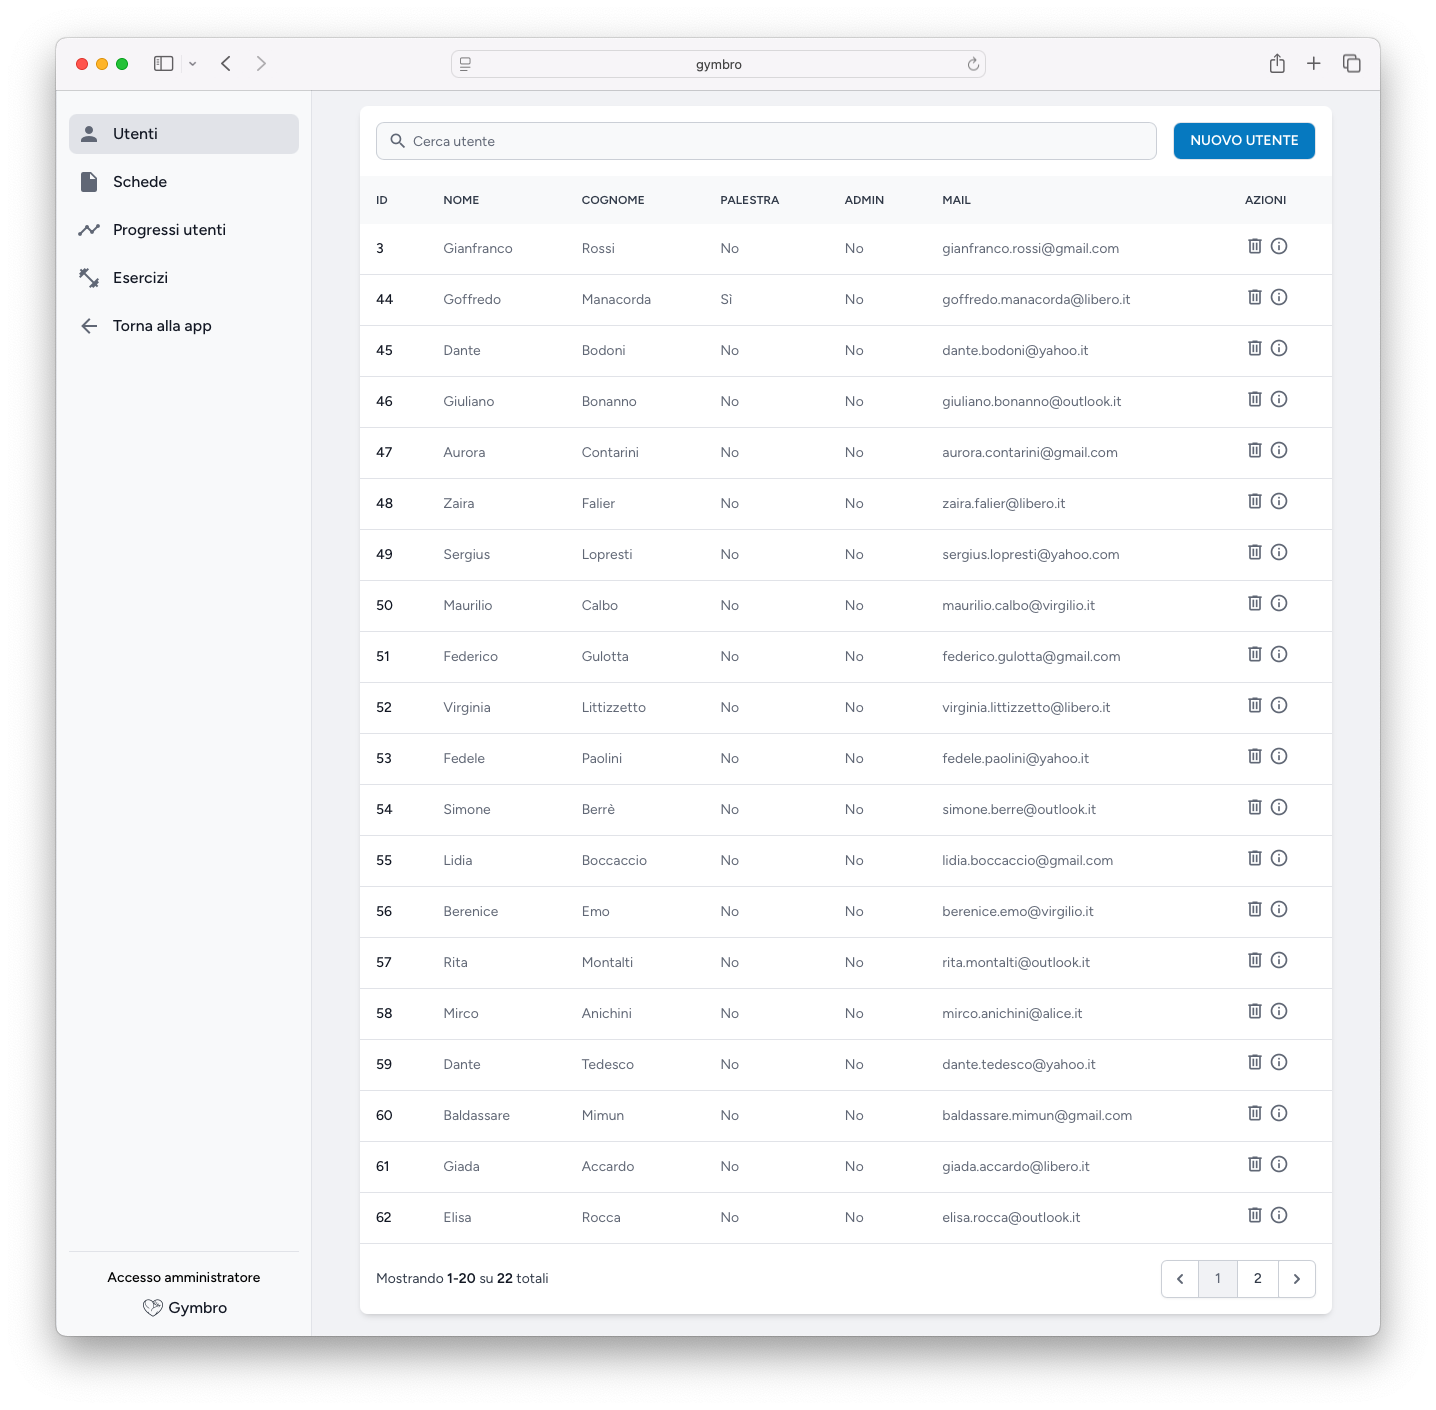 gymbro
Utenti
Schede
Progressi utenti
Esercizi
Torna alla app
Cerca utente
NUOVO UTENTE
ID NOME COGNOME PALESTRA ADMIN MAIL AZIONI
3 Gianfranco Rossi No No gianfranco.rossi@gmail.com
44 Goffredo Manacorda Sì No goffredo.manacorda@libero.it
45 Dante Bodoni No No dante.bodoni@yahoo.it
46 Giuliano Bonanno No No giuliano.bonanno@outlook.it
47 Aurora Contarini No No aurora.contarini@gmail.com
48 Zaira Falier No No zaira.falier@libero.it
49 Sergius Lopresti No No sergius.lopresti@yahoo.com
50 Maurilio Calbo No No maurilio.calbo@virgilio.it
51 Federico Gulotta No No federico.gulotta@gmail.com
52 Virginia Littizzetto No No virginia.littizzetto@libero.it
53 Fedele Paolini No No fedele.paolini@yahoo.it
54 Simone Berrè No No simone.berre@outlook.it
55 Lidia Boccaccio No No lidia.boccaccio@gmail.com
56 Berenice Emo No No berenice.emo@virgilio.it
57 Rita Montalti No No rita.montalti@outlook.it
58 Mirco Anichini No No mirco.anichini@alice.it
59 Dante Tedesco No No dante.tedesco@yahoo.it
60 Baldassare Mimun No No baldassare.mimun@gmail.com
61 Giada Accardo No No giada.accardo@libero.it
62 Elisa Rocca No No elisa.rocca@outlook.it
Mostrando 1-20 su 22 totali
1 2
Accesso amministratore
Gymbro